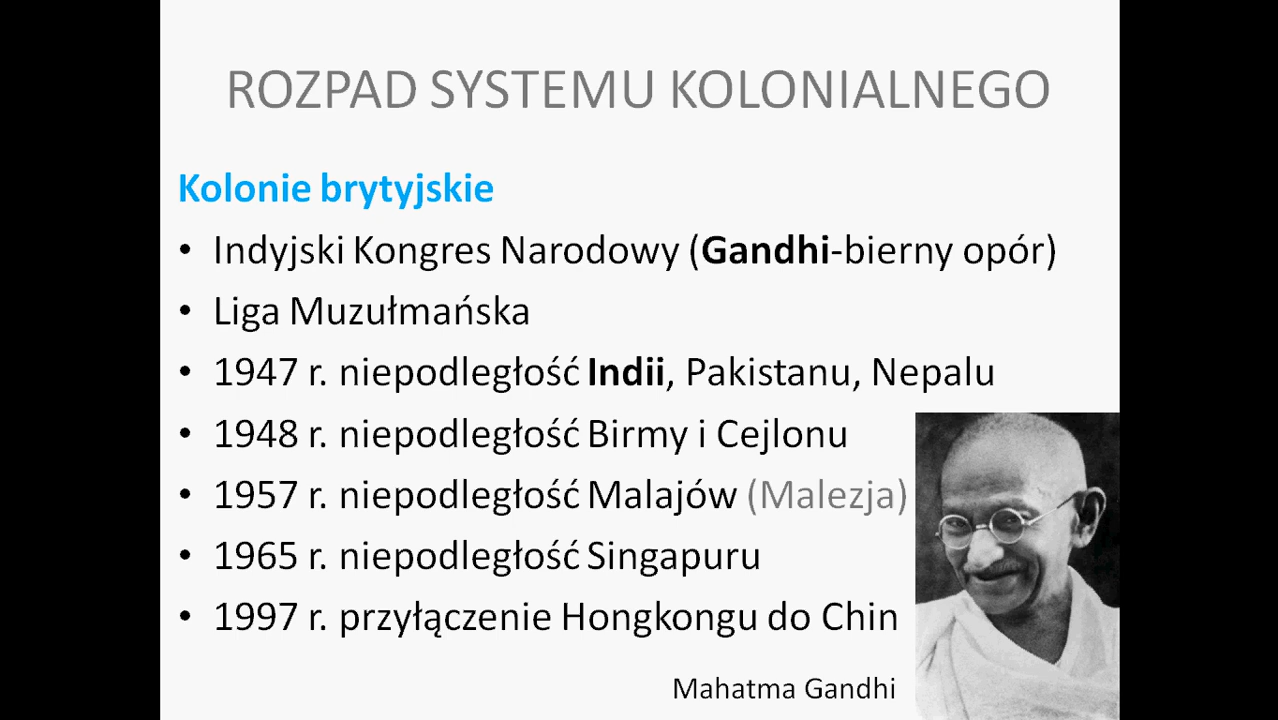 ROZPAD SYSTEMU KOLONIALNEGO
Kolonie brytyjskie
• Indyjski Kongres Narodowy (Gandhi-bierny opór)
• Liga Muzułmańska
• 1947 r. niepodległość Indii, Pakistanu, Nepalu
• 1948 r. niepodległość Birmy i Cejlonu
• 1957 r. niepodległość Malajów (Malezja)
• 1965 r. niepodległość Singapuru
• 1997 r. przyłączenie Hongkongu do Chin
Mahatma Gandhi